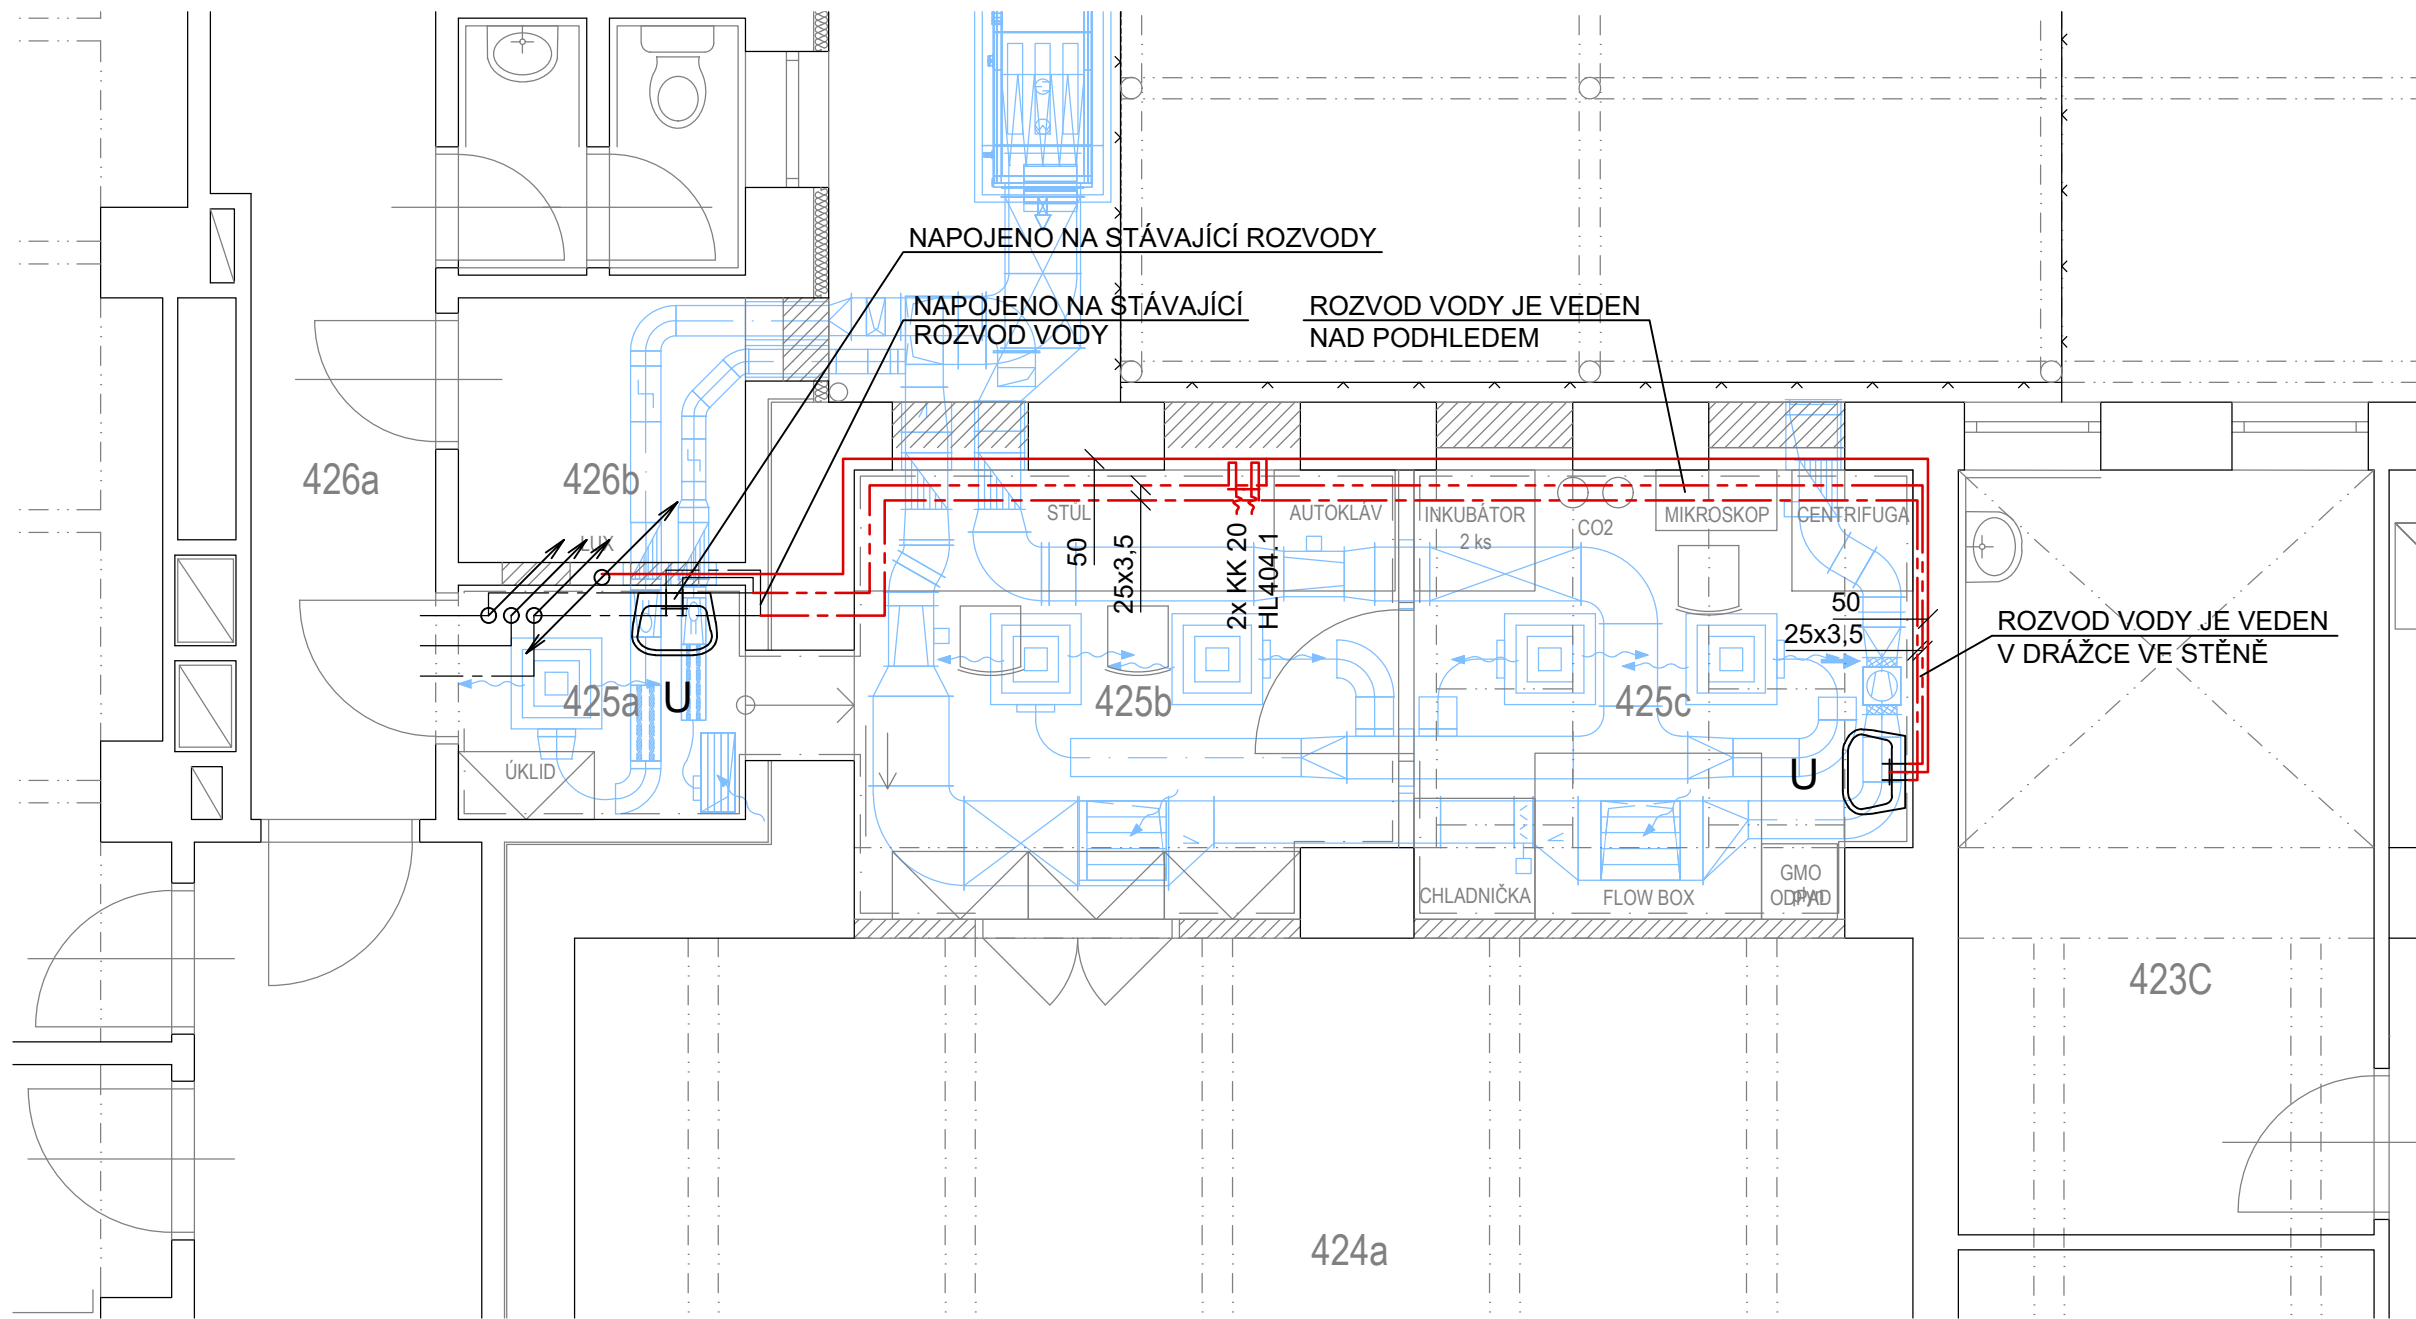 NAPOJENO NA STÁVAJÍCÍ ROZVODY
NAPOJENO NA STÁVAJÍCÍ
ROZVOD VODY
ROZVOD VODY JE VEDEN
NAD PODHLEDEM
426a
426b
LUX
STŮL
AUTOKLÁV
INKUBÁTOR
2 ks
CO2
MIKROSKOP
CENTRIFUGA
50
25x3,5
2x KK 20
HL404.1
50
25x3,5
ROZVOD VODY JE VEDEN
V DRÁŽCE VE STĚNĚ
425a
U
425b
425c
U
ÚKLID
CHLADNIČKA
FLOW BOX
GMO
ODPAD
423C
424a